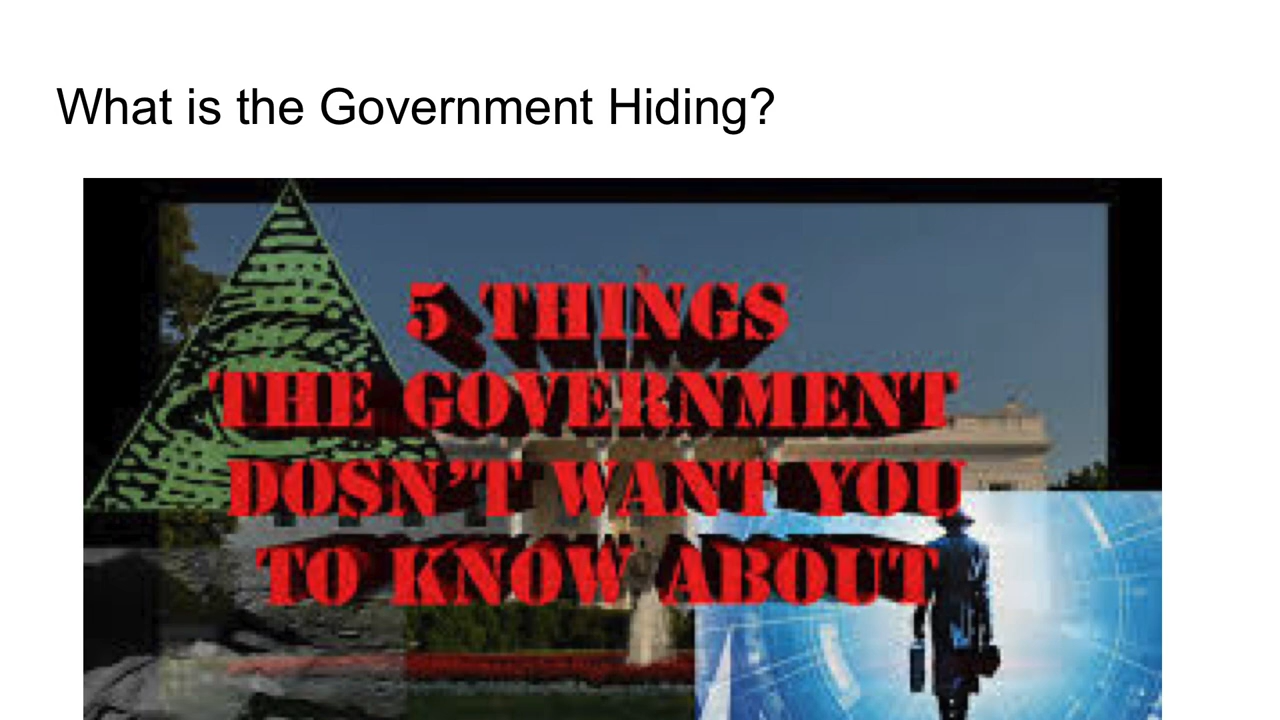 What is the Government Hiding?
5 THINGS
THE GOVERNMENT
DOSN'T WANT YOU
TO KNOW ABOUT